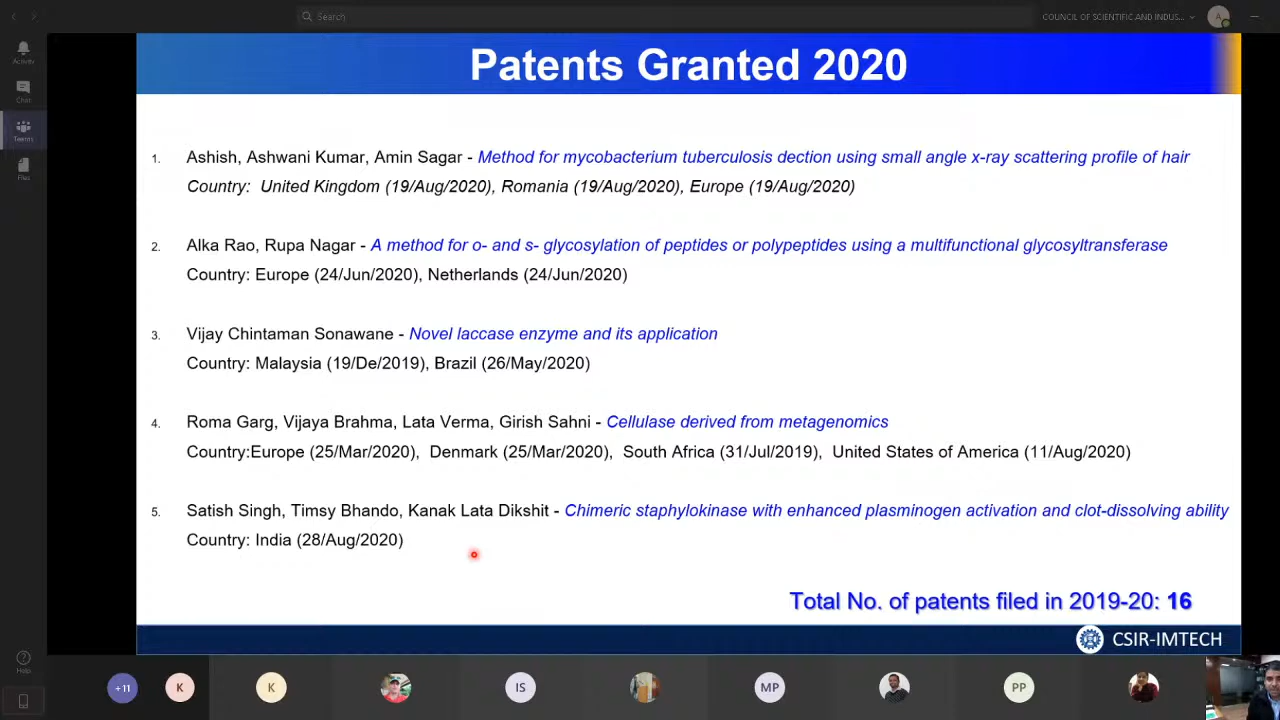 Search
COUNCIL OF SCIENTIFIC AND INDUS...
A
Activity
Chat
Teams
Files
Help
Patents Granted 2020
1. Ashish, Ashwani Kumar, Amin Sagar - Method for mycobacterium tuberculosis dection using small angle x-ray scattering profile of hair
Country: United Kingdom (19/Aug/2020), Romania (19/Aug/2020), Europe (19/Aug/2020)
2. Alka Rao, Rupa Nagar - A method for o- and s- glycosylation of peptides or polypeptides using a multifunctional glycosyltransferase
Country: Europe (24/Jun/2020), Netherlands (24/Jun/2020)
3. Vijay Chintaman Sonawane - Novel laccase enzyme and its application
Country: Malaysia (19/De/2019), Brazil (26/May/2020)
4. Roma Garg, Vijaya Brahma, Lata Verma, Girish Sahni - Cellulase derived from metagenomics
Country:Europe (25/Mar/2020), Denmark (25/Mar/2020), South Africa (31/Jul/2019), United States of America (11/Aug/2020)
5. Satish Singh, Timsy Bhando, Kanak Lata Dikshit - Chimeric staphylokinase with enhanced plasminogen activation and clot-dissolving ability
Country: India (28/Aug/2020)
Total No. of patents filed in 2019-20: 16
CSIR-IMTECH
+11 K K IS MP PP